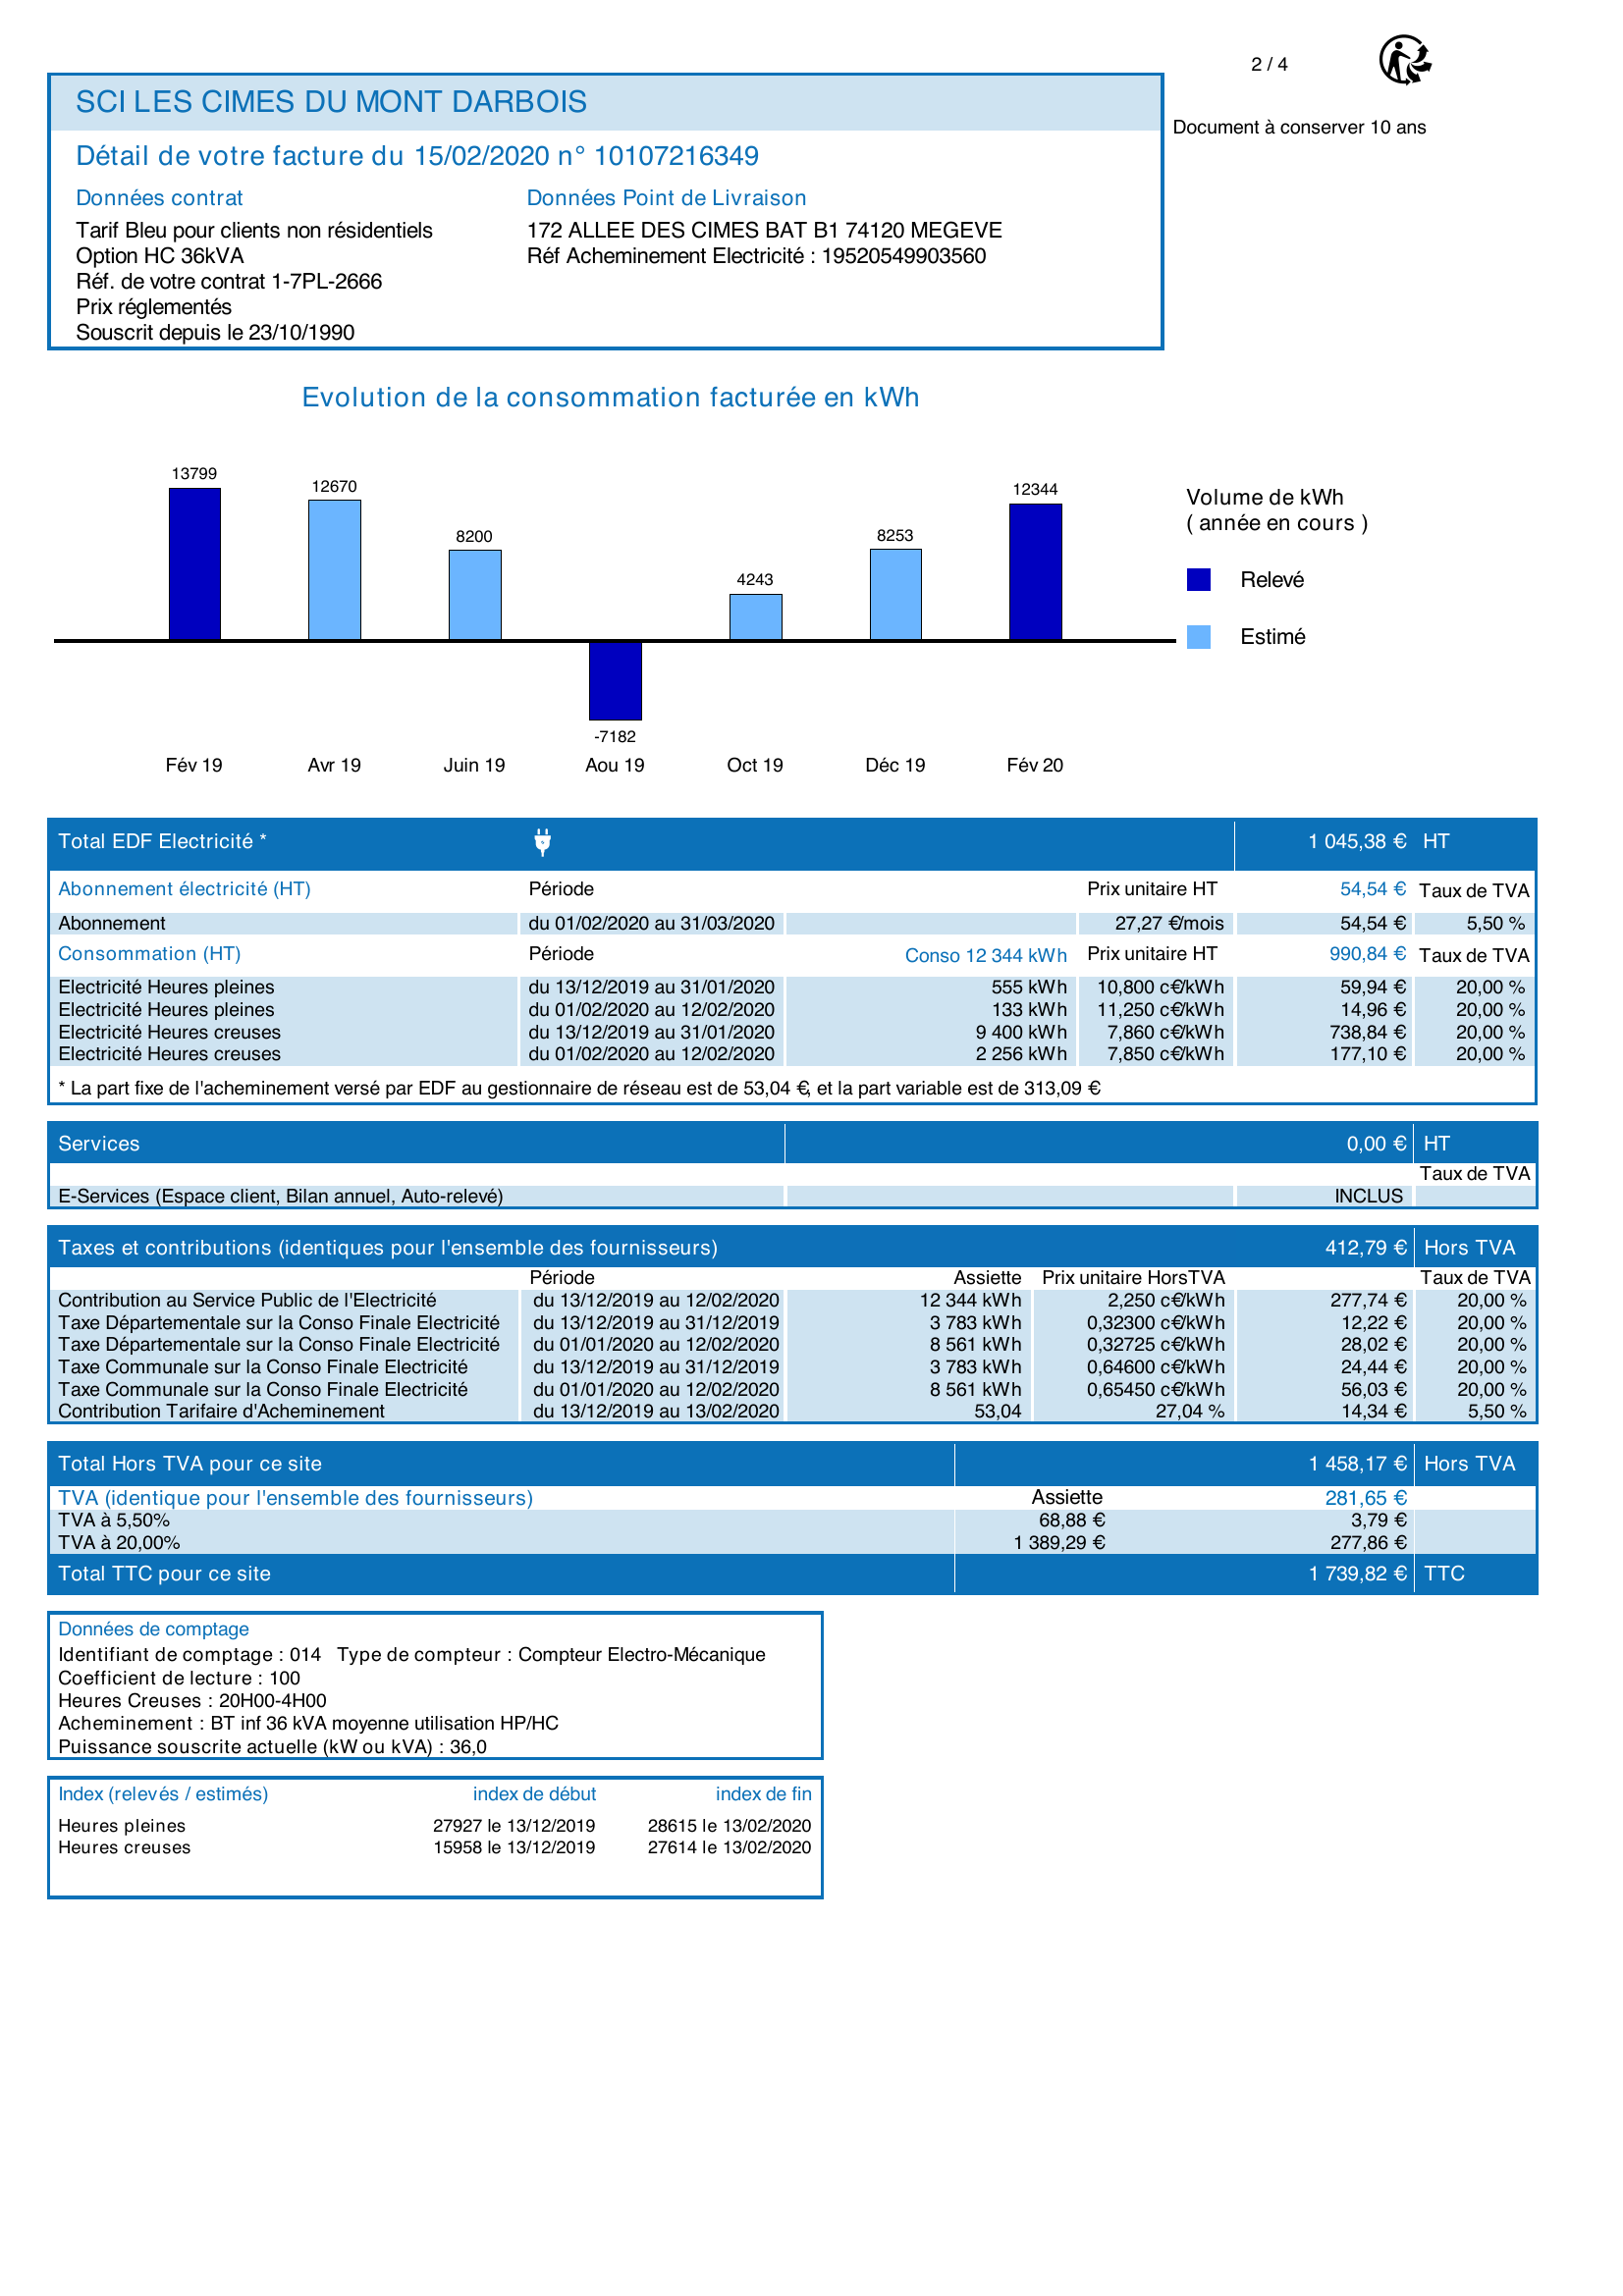 2 / 4
SCI LES CIMES DU MONT DARBOIS
Document à conserver 10 ans
Détail de votre facture du 15/02/2020 n° 10107216349
Données contrat Données Point de Livraison
Tarif Bleu pour clients non résidentiels 172 ALLEE DES CIMES BAT B1 74120 MEGEVE
Option HC 36kVA Réf Acheminement Electricité : 19520549903560
Réf. de votre contrat 1-7PL-2666
Prix réglementés
Souscrit depuis le 23/10/1990
Evolution de la consommation facturée en kWh
13799 12670 8200 -7182 4243 8253 12344
Volume de kWh
( année en cours )
Relevé
Estimé
Fév 19 Avr 19 Juin 19 Aou 19 Oct 19 Déc 19 Fév 20
Total EDF Electricité * 1 045,38 € HT
Abonnement électricité (HT) Période Prix unitaire HT 54,54 € Taux de TVA
Abonnement du 01/02/2020 au 31/03/2020 27,27 €/mois 54,54 € 5,50 %
Consommation (HT) Période Conso 12 344 kWh Prix unitaire HT 990,84 € Taux de TVA
Electricité Heures pleines du 13/12/2019 au 31/01/2020 555 kWh 10,800 c€/kWh 59,94 € 20,00 %
Electricité Heures pleines du 01/02/2020 au 12/02/2020 133 kWh 11,250 c€/kWh 14,96 € 20,00 %
Electricité Heures creuses du 13/12/2019 au 31/01/2020 9 400 kWh 7,860 c€/kWh 738,84 € 20,00 %
Electricité Heures creuses du 01/02/2020 au 12/02/2020 2 256 kWh 7,850 c€/kWh 177,10 € 20,00 %
* La part fixe de l'acheminement versé par EDF au gestionnaire de réseau est de 53,04 €, et la part variable est de 313,09 €
Services 0,00 € HT
Taux de TVA
E-Services (Espace client, Bilan annuel, Auto-relevé) INCLUS
Taxes et contributions (identiques pour l'ensemble des fournisseurs) 412,79 € Hors TVA
Période Assiette Prix unitaire HorsTVA Taux de TVA
Contribution au Service Public de l'Electricité du 13/12/2019 au 12/02/2020 12 344 kWh 2,250 c€/kWh 277,74 € 20,00 %
Taxe Départementale sur la Conso Finale Electricité du 13/12/2019 au 31/12/2019 3 783 kWh 0,32300 c€/kWh 12,22 € 20,00 %
Taxe Départementale sur la Conso Finale Electricité du 01/01/2020 au 12/02/2020 8 561 kWh 0,32725 c€/kWh 28,02 € 20,00 %
Taxe Communale sur la Conso Finale Electricité du 13/12/2019 au 31/12/2019 3 783 kWh 0,64600 c€/kWh 24,44 € 20,00 %
Taxe Communale sur la Conso Finale Electricité du 01/01/2020 au 12/02/2020 8 561 kWh 0,65450 c€/kWh 56,03 € 20,00 %
Contribution Tarifaire d'Acheminement du 13/12/2019 au 13/02/2020 53,04 27,04 % 14,34 € 5,50 %
Total Hors TVA pour ce site 1 458,17 € Hors TVA
TVA (identique pour l'ensemble des fournisseurs) Assiette 281,65 €
TVA à 5,50% 68,88 € 3,79 €
TVA à 20,00% 1 389,29 € 277,86 €
Total TTC pour ce site 1 739,82 € TTC
Données de comptage
Identifiant de comptage : 014 Type de compteur : Compteur Electro-Mécanique
Coefficient de lecture : 100
Heures Creuses : 20H00-4H00
Acheminement : BT inf 36 kVA moyenne utilisation HP/HC
Puissance souscrite actuelle (kW ou kVA) : 36,0
Index (relevés / estimés) index de début index de fin
Heures pleines 27927 le 13/12/2019 28615 le 13/02/2020
Heures creuses 15958 le 13/12/2019 27614 le 13/02/2020